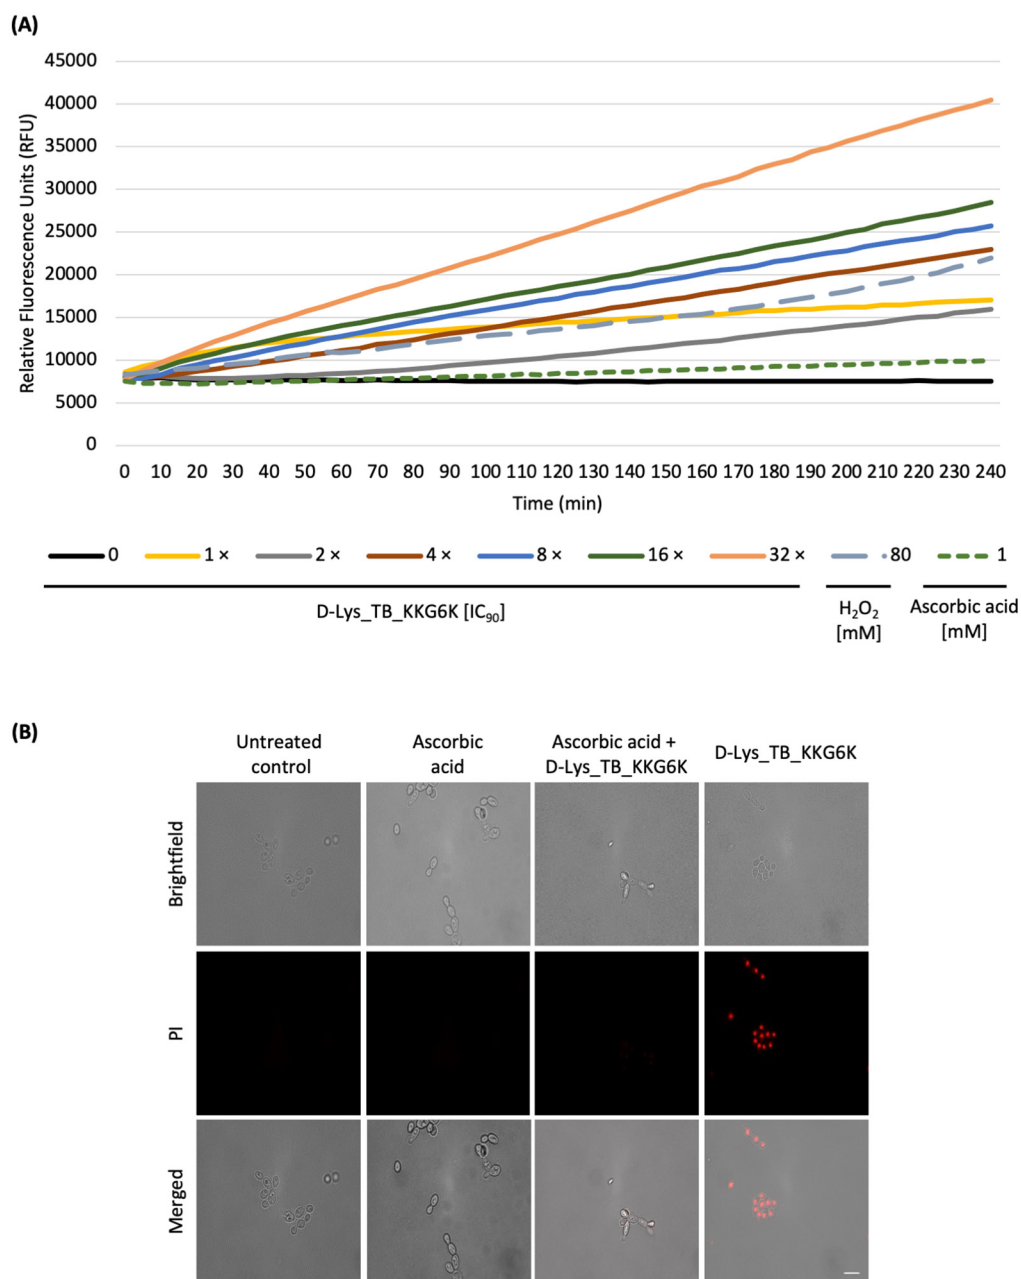 (A)
45000
40000
35000
30000
25000
20000
15000
10000
5000
0
Relative Fluorescence Units (RFU)
0 10 20 30 40 50 60 70 80 90 100 110 120 130 140 150 160 170 180 190 200 210 220 230 240
Time (min)
0 1 × 2 × 4 × 8 × 16 × 32 × 80 1
D-Lys_TB_KKG6K [IC90]
H2O2
[mM]
Ascorbic acid
[mM]
(B)
Untreated
control
Ascorbic
acid
Ascorbic acid +
D-Lys_TB_KKG6K
D-Lys_TB_KKG6K
Brightfield
PI
Merged